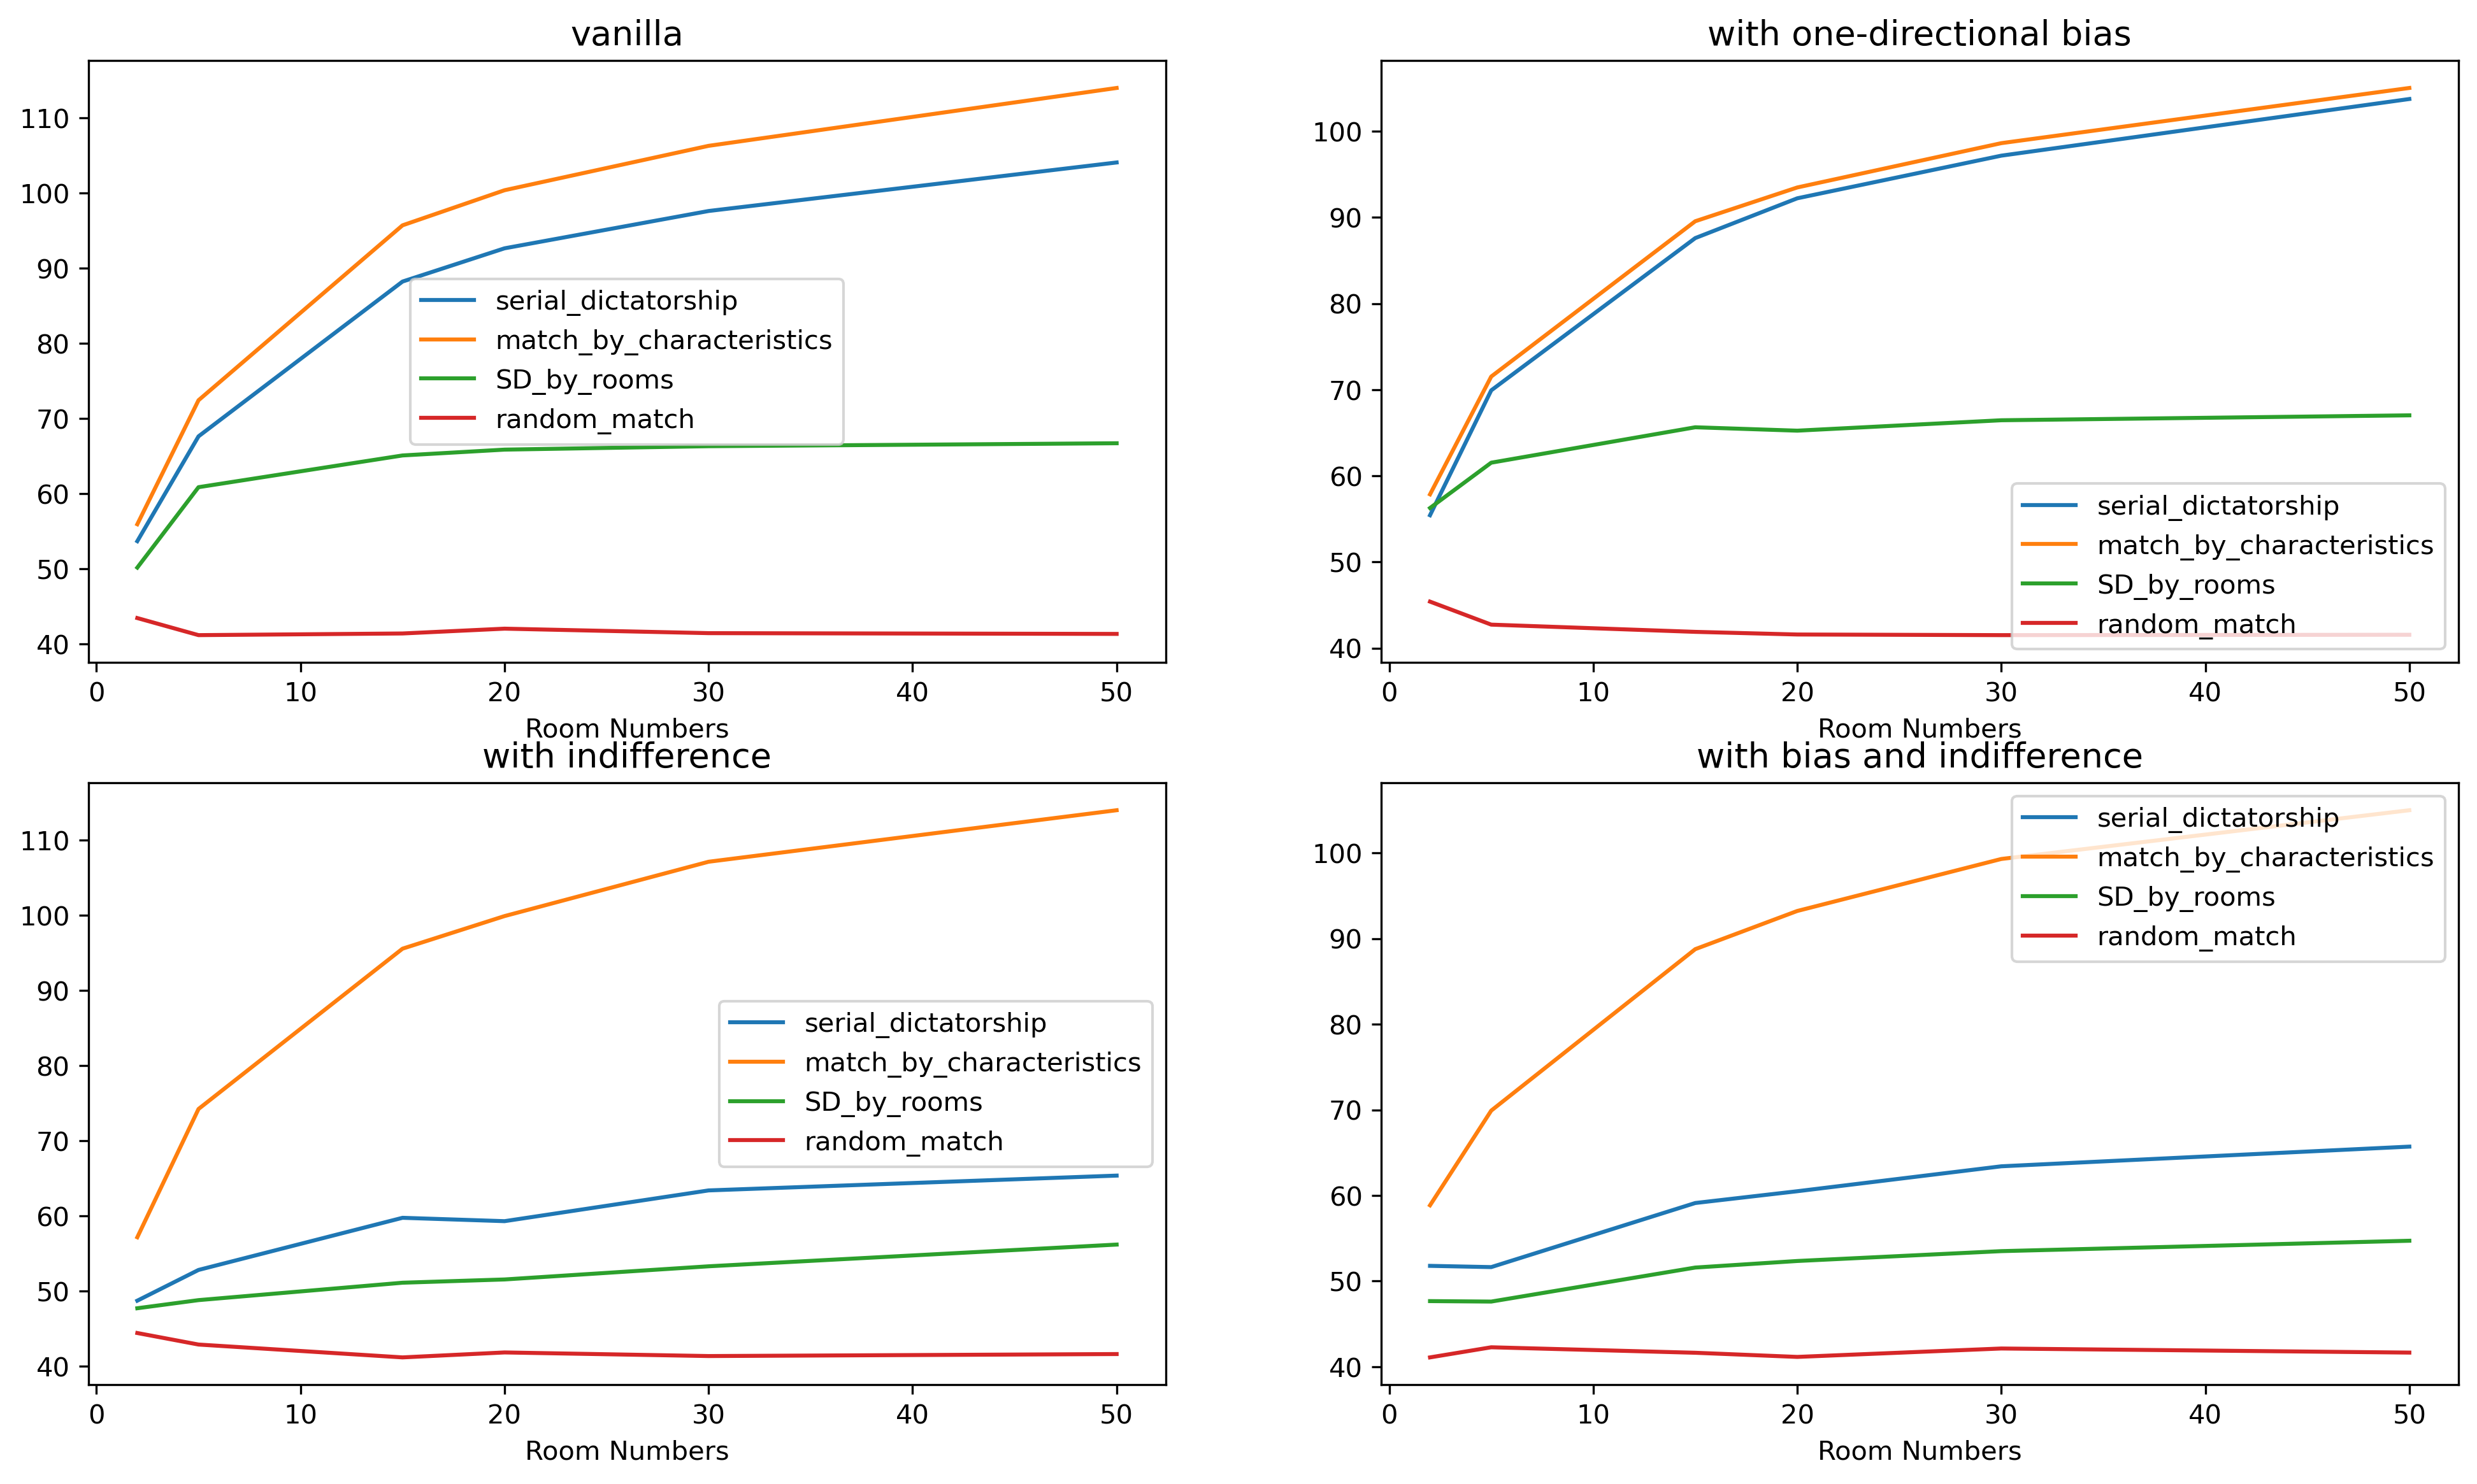 vanilla
110
100
90
80
70
60
50
40
serial_dictatorship
match_by_characteristics
SD_by_rooms
random_match
0 10 20 30 40 50
Room Numbers
with one-directional bias
100
90
80
70
60
50
40
serial_dictatorship
match_by_characteristics
SD_by_rooms
random_match
0 10 20 30 40 50
Room Numbers
with indifference
110
100
90
80
70
60
50
40
serial_dictatorship
match_by_characteristics
SD_by_rooms
random_match
0 10 20 30 40 50
Room Numbers
with bias and indifference
100
90
80
70
60
50
40
serial_dictatorship
match_by_characteristics
SD_by_rooms
random_match
0 10 20 30 40 50
Room Numbers